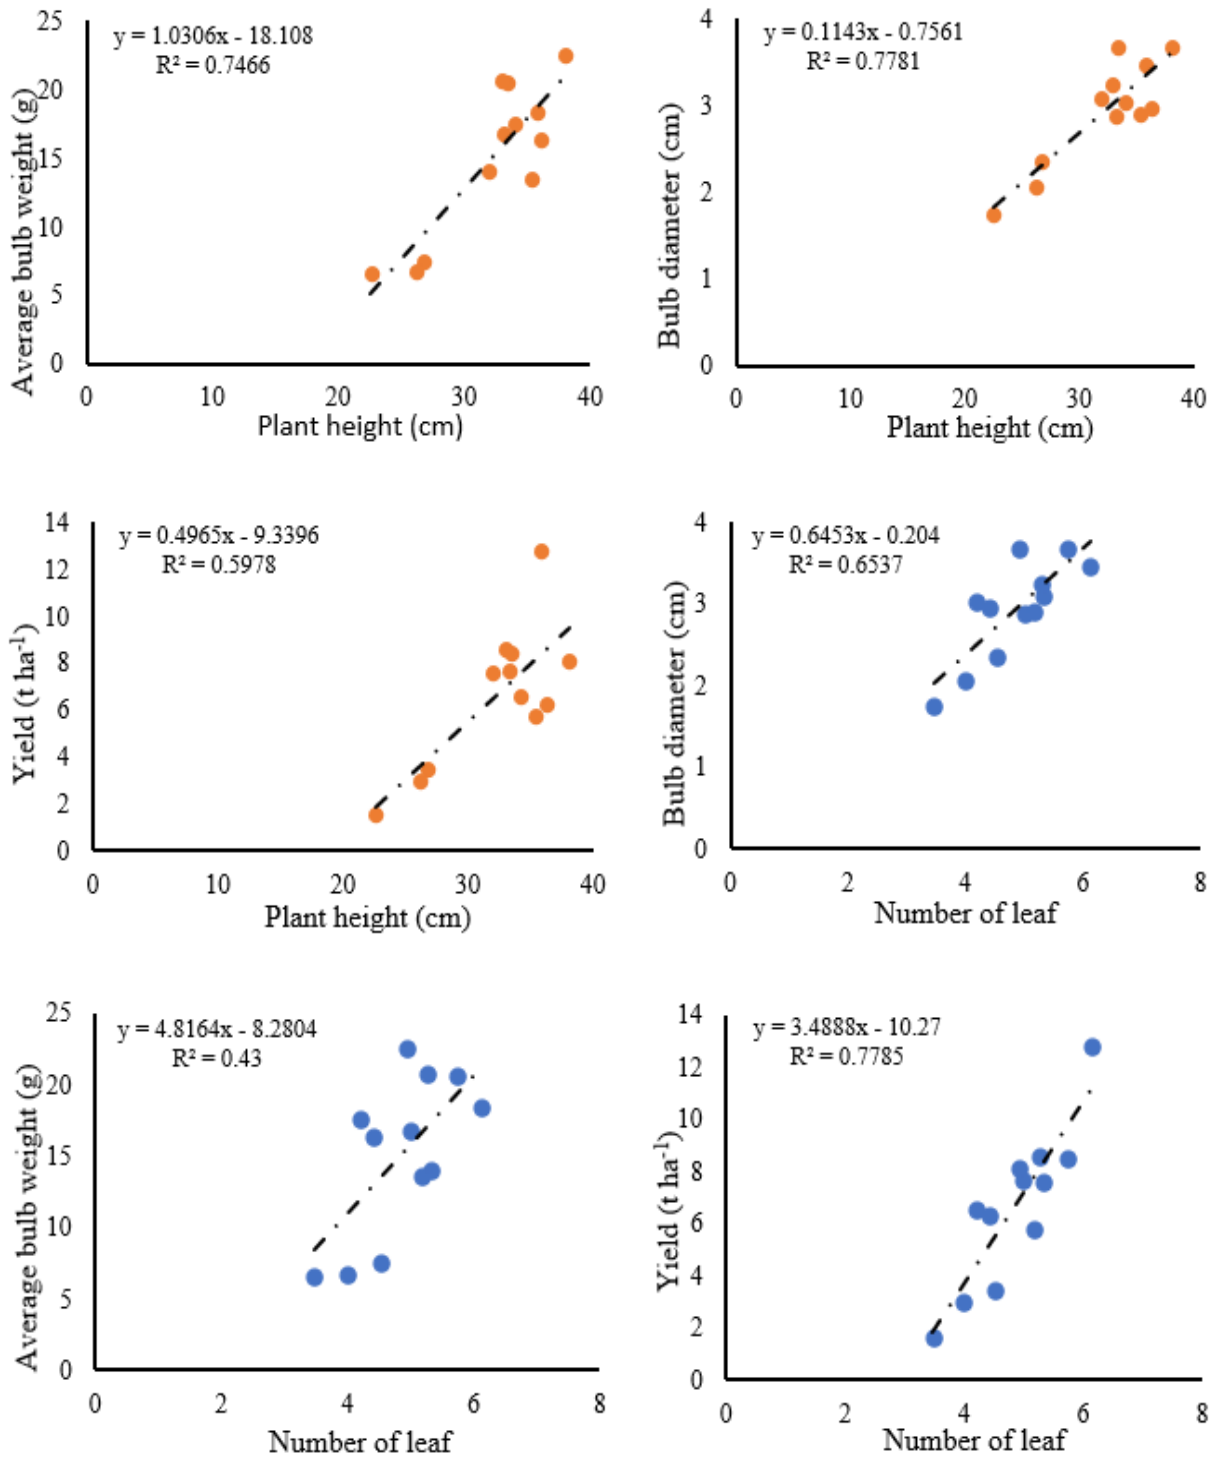 y = 1.0306x - 18.108
R² = 0.7466
25
20
15
10
5
0
Average bulb weight (g)
0 10 20 30 40
Plant height (cm)
y = 0.1143x - 0.7561
R² = 0.7781
4
3
2
1
0
Bulb diameter (cm)
0 10 20 30 40
Plant height (cm)
y = 0.4965x - 9.3396
R² = 0.5978
14
12
10
8
6
4
2
0
Yield (t ha⁻¹)
0 10 20 30 40
Plant height (cm)
y = 0.6453x - 0.204
R² = 0.6537
4
3
2
1
0
Bulb diameter (cm)
0 2 4 6 8
Number of leaf
y = 4.8164x - 8.2804
R² = 0.43
25
20
15
10
5
0
Average bulb weight (g)
0 2 4 6 8
Number of leaf
y = 3.4888x - 10.27
R² = 0.7785
14
12
10
8
6
4
2
0
Yield (t ha⁻¹)
0 2 4 6 8
Number of leaf